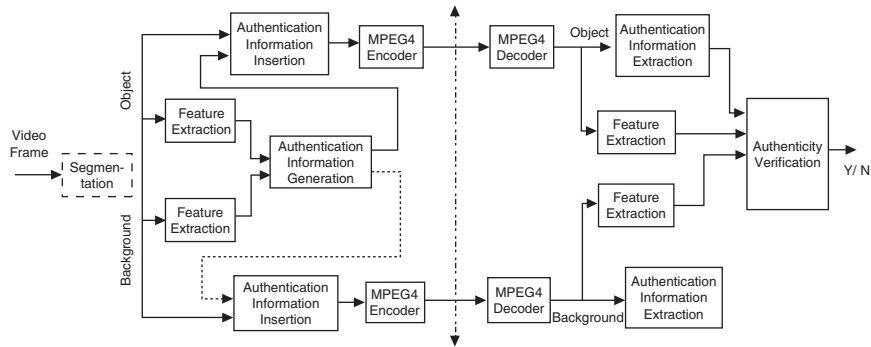 Authentication
Information
Insertion
MPEG4
Encoder
MPEG4
Decoder
Object
Authentication
Information
Extraction
Object
Feature
Extraction
Authentication
Information
Generation
Feature
Extraction
Authenticity
Verification
Y/ N
Video
Frame
Segmen-
tation
Feature
Extraction
Feature
Extraction
Background
Authentication
Information
Insertion
MPEG4
Encoder
MPEG4
Decoder
Background
Authentication
Information
Extraction